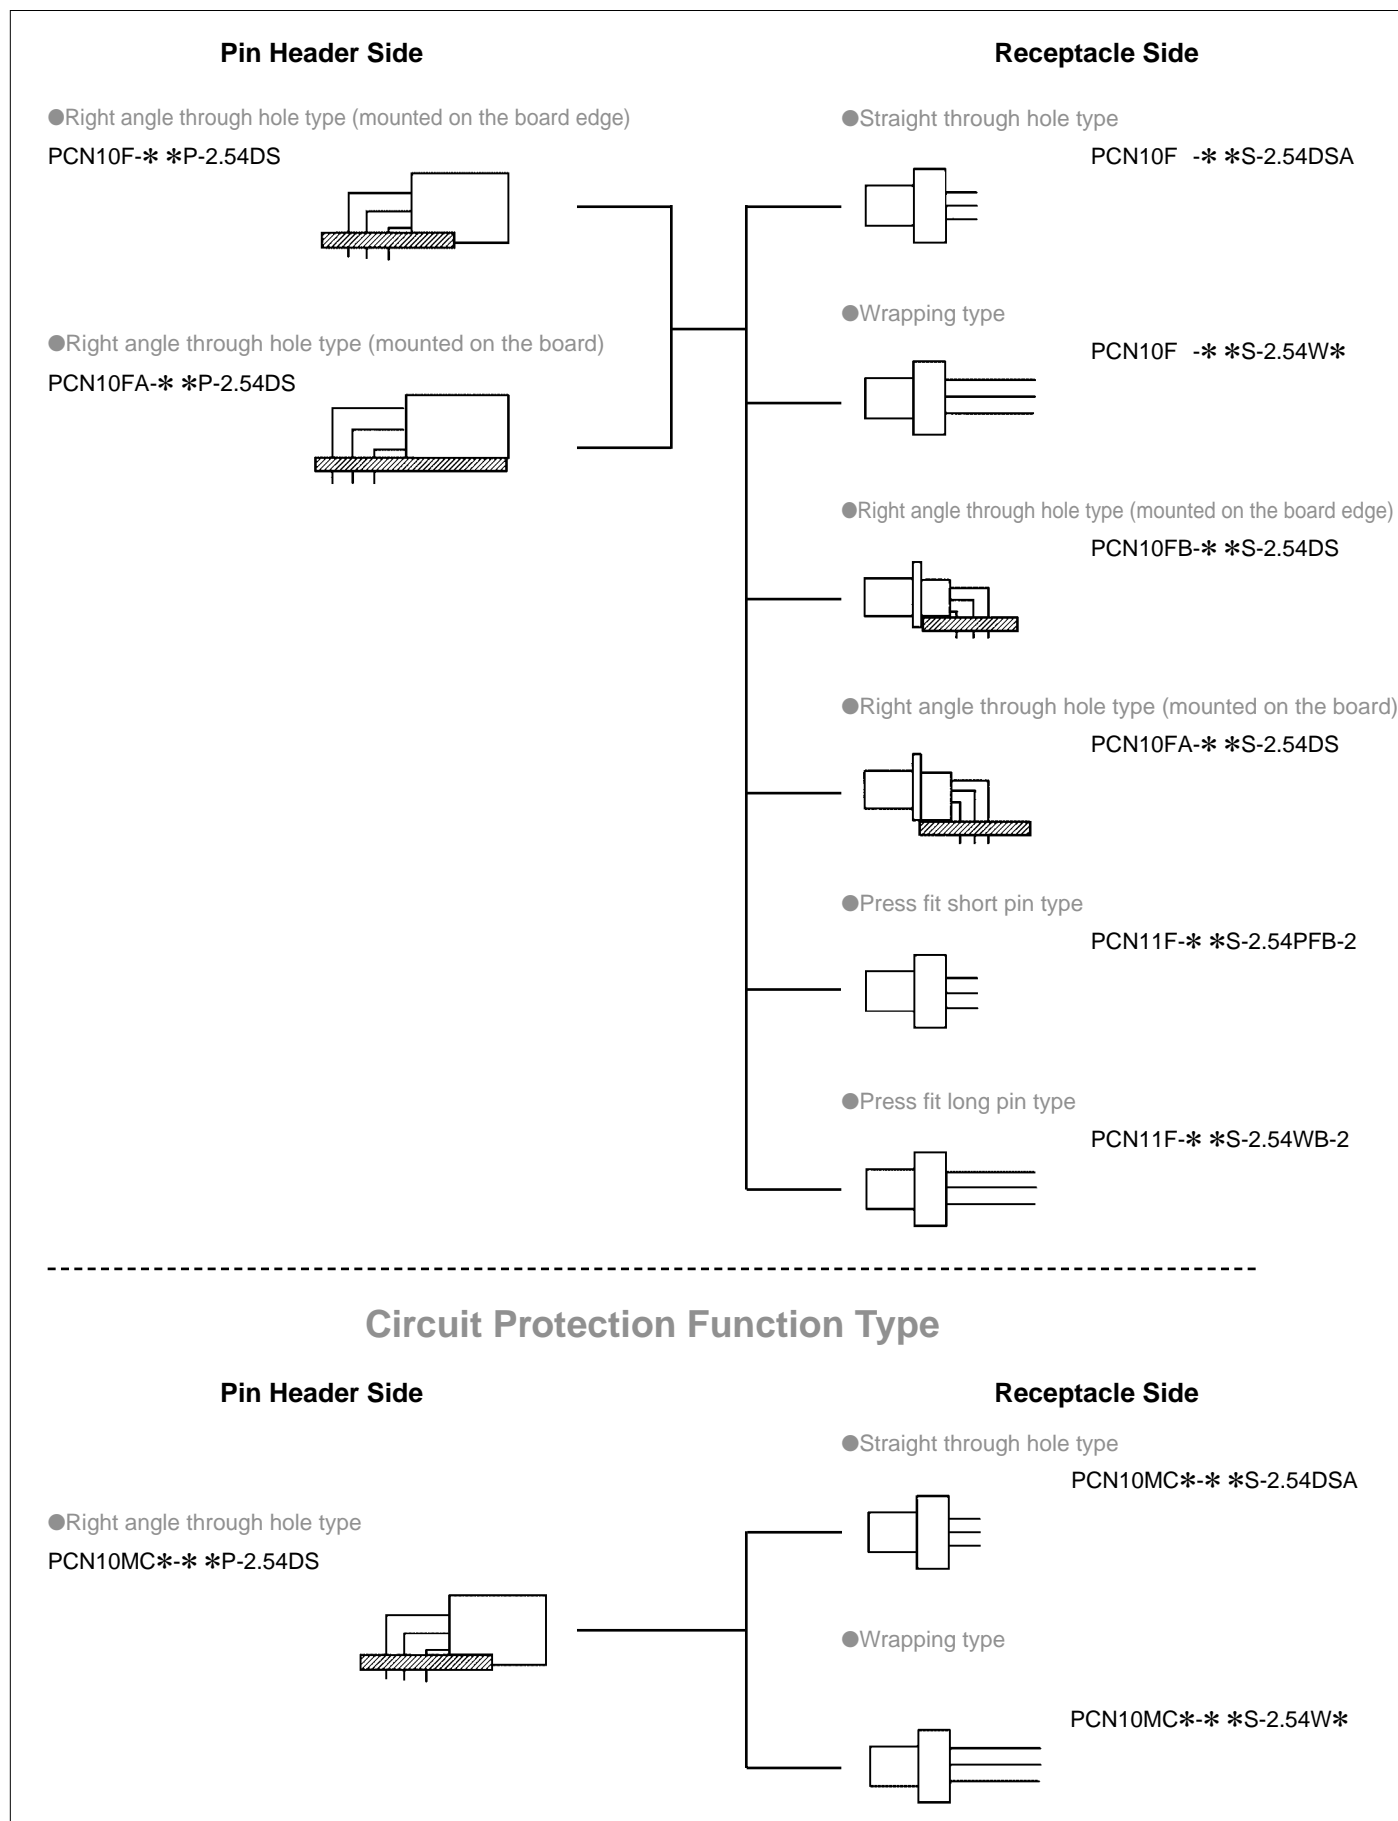 Pin Header Side
●Right angle through hole type (mounted on the board edge)
PCN10F-＊ ＊P-2.54DS
●Right angle through hole type (mounted on the board)
PCN10FA-＊ ＊P-2.54DS
Receptacle Side
●Straight through hole type
PCN10F -＊ ＊S-2.54DSA
●Wrapping type
PCN10F -＊ ＊S-2.54W＊
●Right angle through hole type (mounted on the board edge)
PCN10FB-＊ ＊S-2.54DS
●Right angle through hole type (mounted on the board)
PCN10FA-＊ ＊S-2.54DS
●Press fit short pin type
PCN11F-＊ ＊S-2.54PFB-2
●Press fit long pin type
PCN11F-＊ ＊S-2.54WB-2
Circuit Protection Function Type
Pin Header Side
●Right angle through hole type
PCN10MC＊-＊ ＊P-2.54DS
Receptacle Side
●Straight through hole type
PCN10MC＊-＊ ＊S-2.54DSA
●Wrapping type
PCN10MC＊-＊ ＊S-2.54W＊